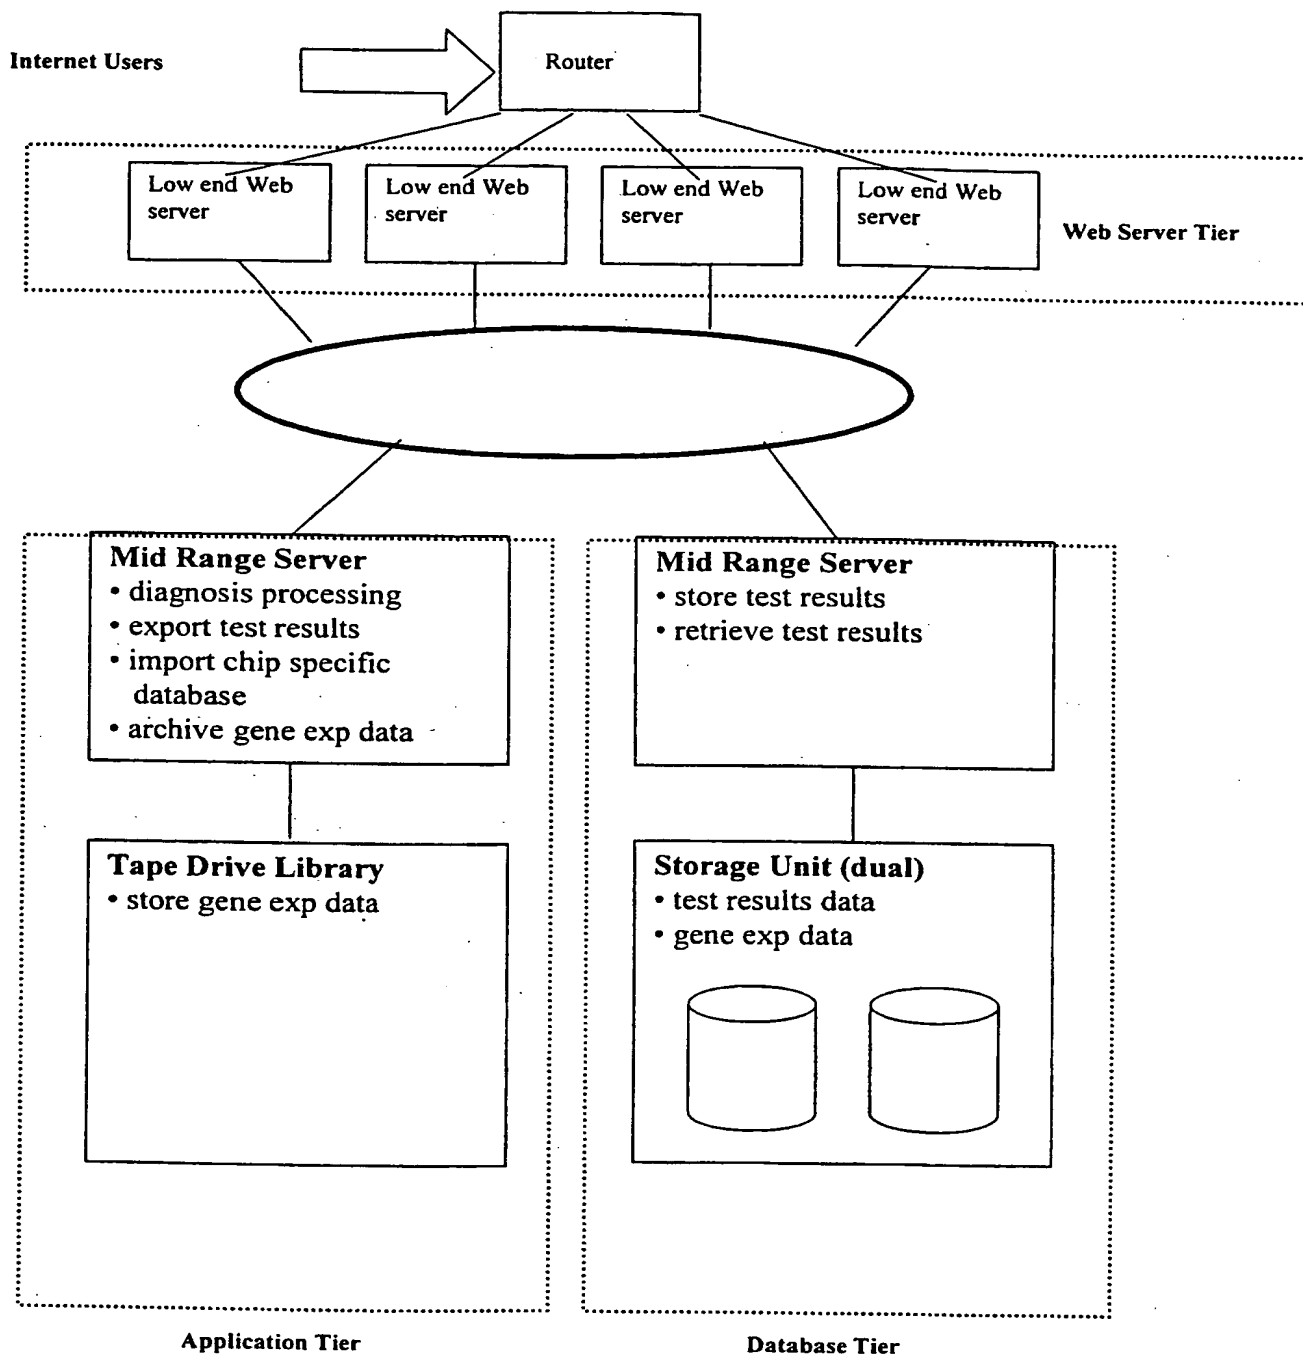 Internet Users
Router
Low end Web
server
Low end Web
server
Low end Web
server
Low end Web
server
Web Server Tier
Mid Range Server
• diagnosis processing
• export test results
• import chip specific
database
• archive gene exp data
Mid Range Server
• store test results
• retrieve test results
Tape Drive Library
• store gene exp data
Storage Unit (dual)
• test results data
• gene exp data
Application Tier
Database Tier